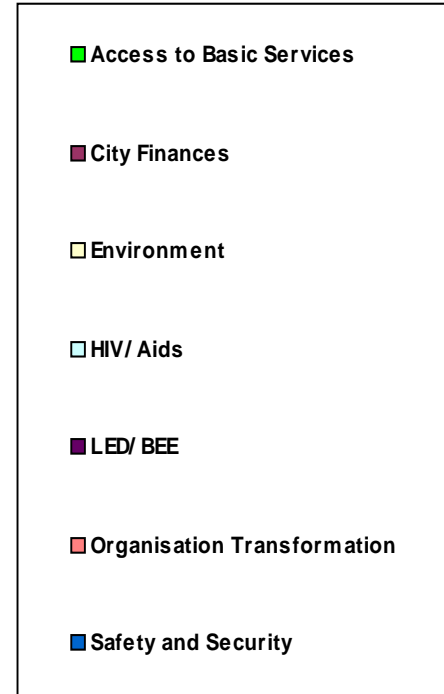 Access to Basic Services
City Finances
Environment
HIV/ Aids
LED/ BEE
Organisation Transformation
Safety and Security